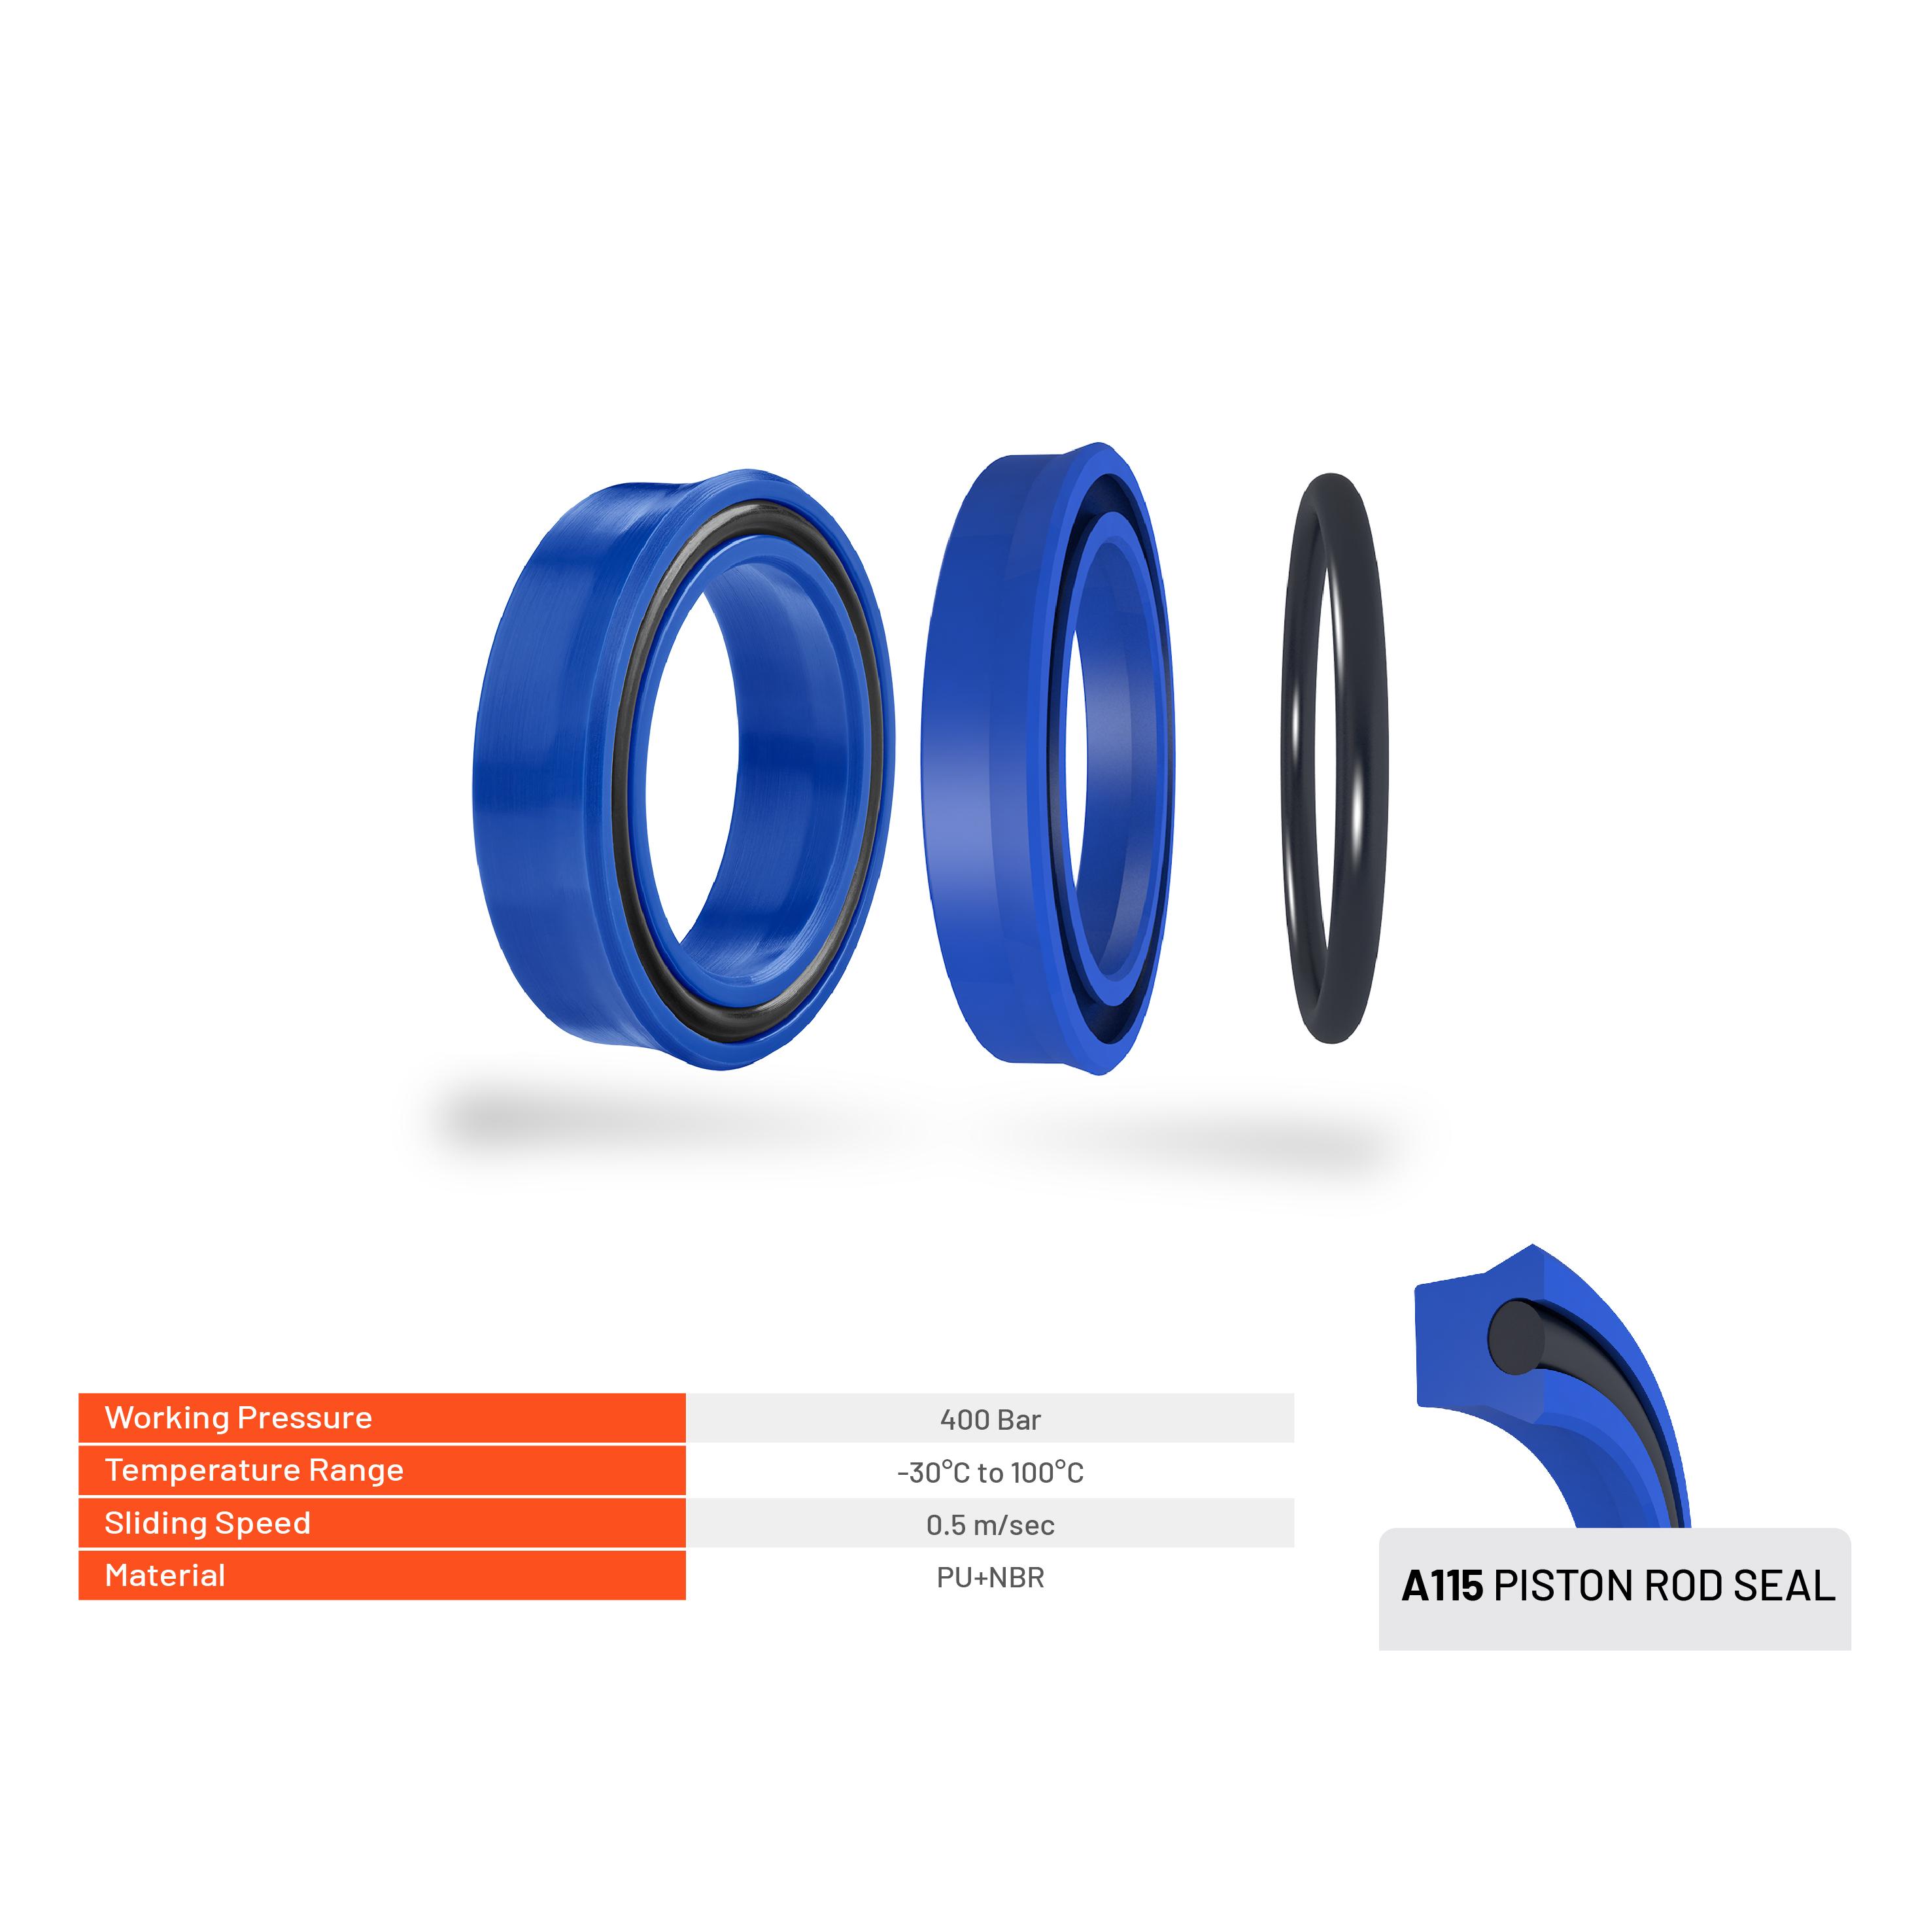 Working Pressure 400 Bar
Temperature Range -30°C to 100°C
Sliding Speed 0.5 m/sec
Material PU+NBR
A115 PISTON ROD SEAL